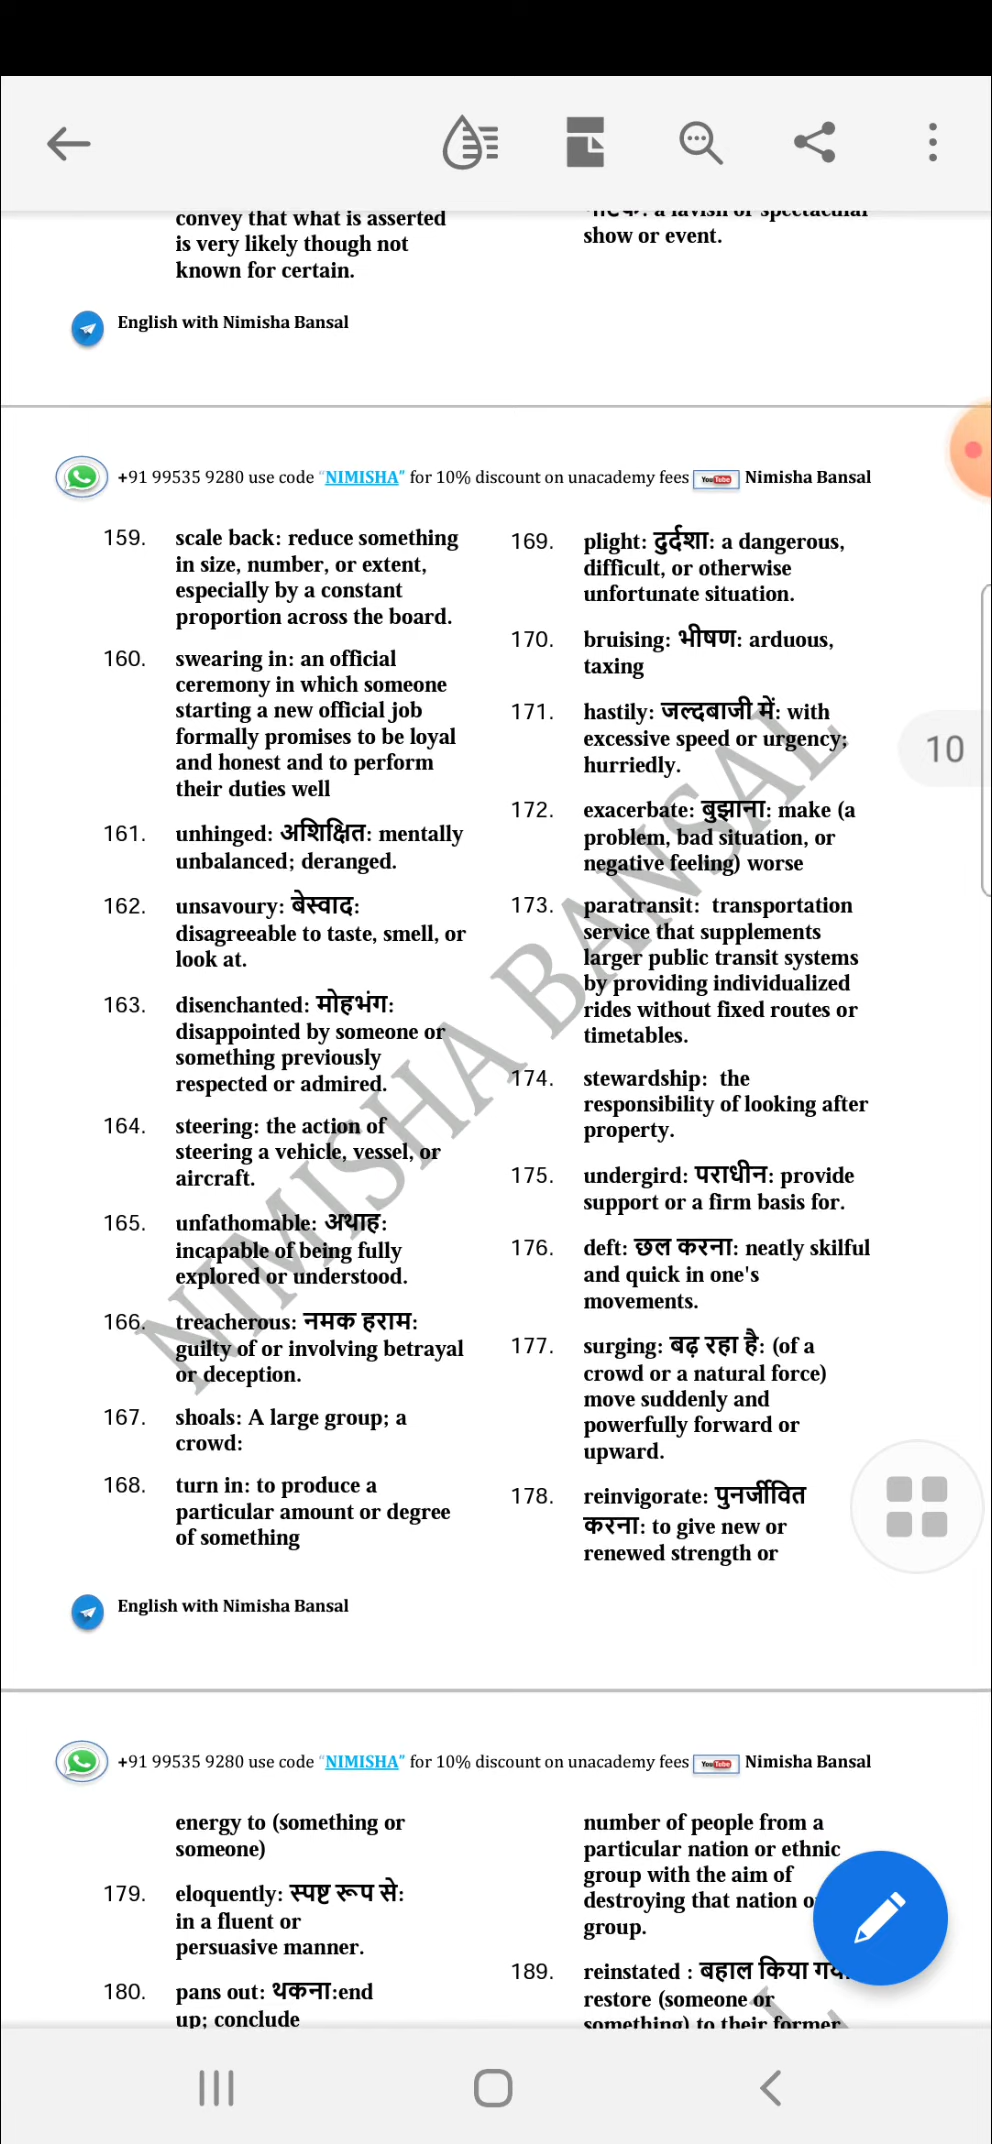 convey that what is asserted
is very likely though not
known for certain.
a lavish or spectacular
show or event.
English with Nimisha Bansal
+91 99535 9280 use code "NIMISHA" for 10% discount on unacademy fees YouTube Nimisha Bansal
159. scale back: reduce something
in size, number, or extent,
especially by a constant
proportion across the board.
160. swearing in: an official
ceremony in which someone
starting a new official job
formally promises to be loyal
and honest and to perform
their duties well
161. unhinged: अशिक्षित: mentally
unbalanced; deranged.
162. unsavoury: बेस्वाद:
disagreeable to taste, smell, or
look at.
163. disenchanted: मोहभंग:
disappointed by someone or
something previously
respected or admired.
164. steering: the action of
steering a vehicle, vessel, or
aircraft.
165. unfathomable: अथाह:
incapable of being fully
explored or understood.
166. treacherous: नमक हराम:
guilty of or involving betrayal
or deception.
167. shoals: A large group; a
crowd:
168. turn in: to produce a
particular amount or degree
of something
169. plight: दुर्दशा: a dangerous,
difficult, or otherwise
unfortunate situation.
170. bruising: भीषण: arduous,
taxing
171. hastily: जल्दबाजी में: with
excessive speed or urgency;
hurriedly.
172. exacerbate: बुझाना: make (a
problem, bad situation, or
negative feeling) worse
173. paratransit: transportation
service that supplements
larger public transit systems
by providing individualized
rides without fixed routes or
timetables.
174. stewardship: the
responsibility of looking after
property.
175. undergird: पराधीन: provide
support or a firm basis for.
176. deft: छल करना: neatly skilful
and quick in one's
movements.
177. surging: बढ़ रहा है: (of a
crowd or a natural force)
move suddenly and
powerfully forward or
upward.
178. reinvigorate: पुनर्जीवित
करना: to give new or
renewed strength or
NIMISHA BANSAL
10
English with Nimisha Bansal
+91 99535 9280 use code "NIMISHA" for 10% discount on unacademy fees YouTube Nimisha Bansal
energy to (something or
someone)
179. eloquently: स्पष्ट रूप से:
in a fluent or
persuasive manner.
180. pans out: थकना:end
up; conclude
number of people from a
particular nation or ethnic
group with the aim of
destroying that nation o
group.
189. reinstated : बहाल किया
restore (someone or
something) to their former